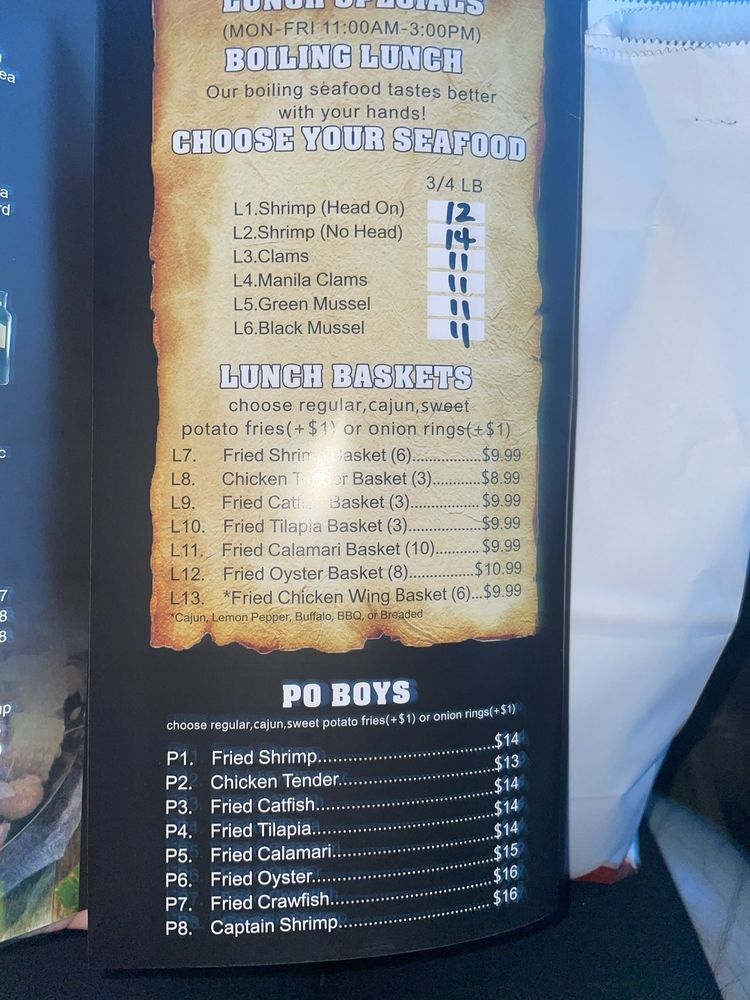 LUNCH SPECIALS
(MON-FRI 11:00AM-3:00PM)
BOILING LUNCH
Our boiling seafood tastes better
with your hands!
CHOOSE YOUR SEAFOOD
3/4 LB
L1.Shrimp (Head On) 12
L2.Shrimp (No Head) 14
L3.Clams 11
L4.Manila Clams 11
L5.Green Mussel 11
L6.Black Mussel 11
LUNCH BASKETS
choose regular,cajun,sweet
potato fries(+$1) or onion rings(+$1)
L7. Fried Shrimp Basket (6)................$9.99
L8. Chicken Tender Basket (3)............$8.99
L9. Fried Catfish Basket (3)................$9.99
L10. Fried Tilapia Basket (3)................$9.99
L11. Fried Calamari Basket (10)..........$9.99
L12. Fried Oyster Basket (8)...............$10.99
L13. *Fried Chicken Wing Basket (6)...$9.99
*Cajun, Lemon Pepper, Buffalo, BBQ, or Breaded
PO BOYS
choose regular,cajun,sweet potato fries(+$1) or onion rings(+$1)
P1. Fried Shrimp........................................$14
P2. Chicken Tender...................................$13
P3. Fried Catfish........................................$14
P4. Fried Tilapia.........................................$14
P5. Fried Calamari.....................................$14
P6. Fried Oyster.........................................$15
P7. Fried Crawfish......................................$16
P8. Captain Shrimp....................................$16